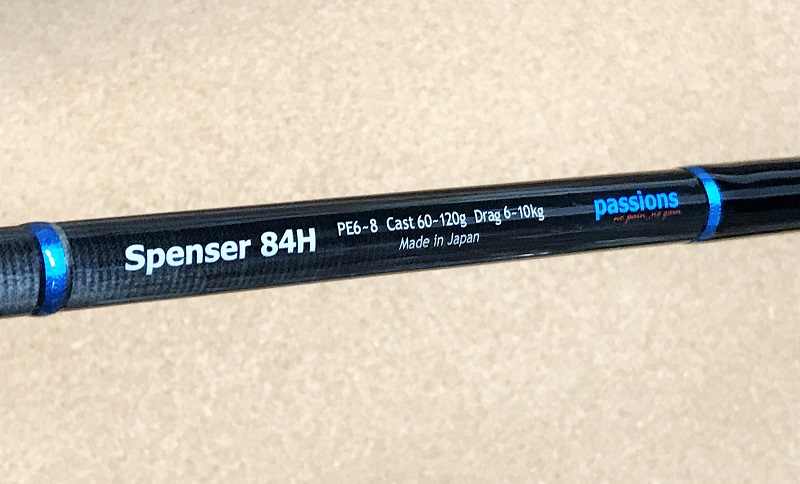 Spenser 84H
PE6-8 Cast 60~120g Drag 6~10kg
Made in Japan
passions
no pain, no gain